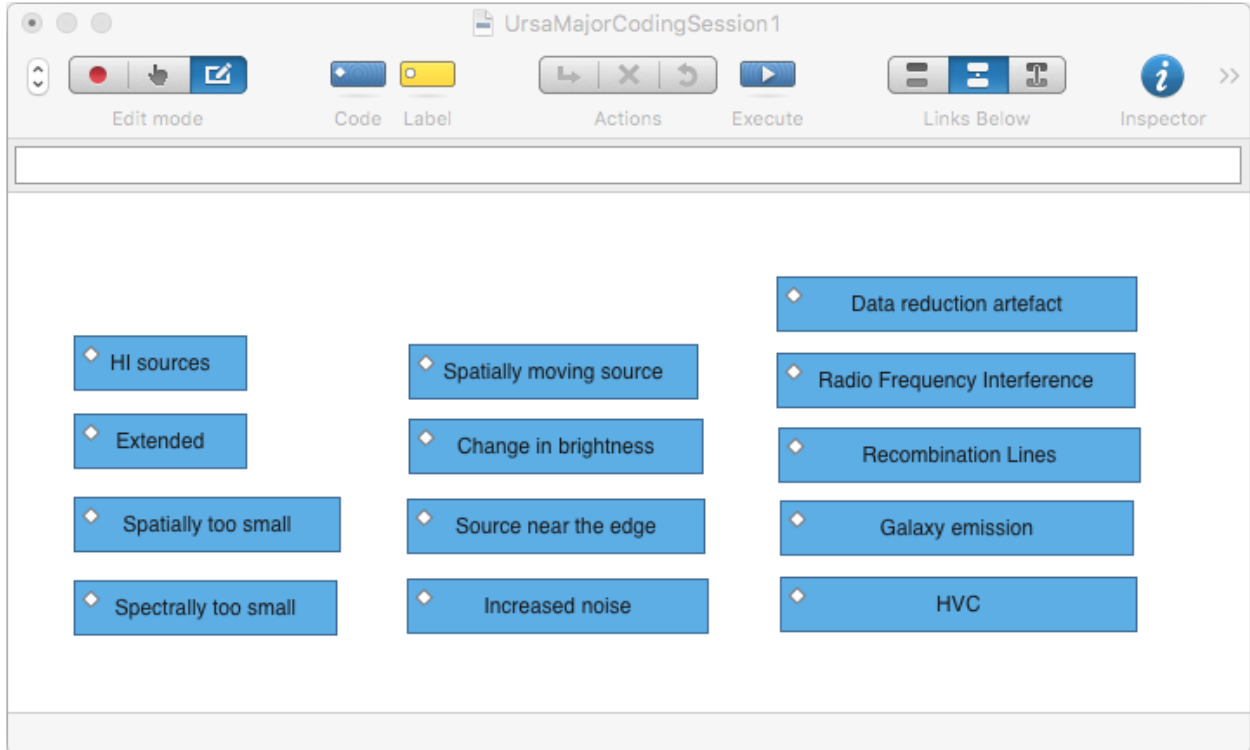 UrsaMajorCodingSession1
Edit mode
Code
Label
Actions
Execute
Links Below
Inspector
HI sources
Extended
Spatially too small
Spectrally too small
Spatially moving source
Change in brightness
Source near the edge
Increased noise
Data reduction artefact
Radio Frequency Interference
Recombination Lines
Galaxy emission
HVC